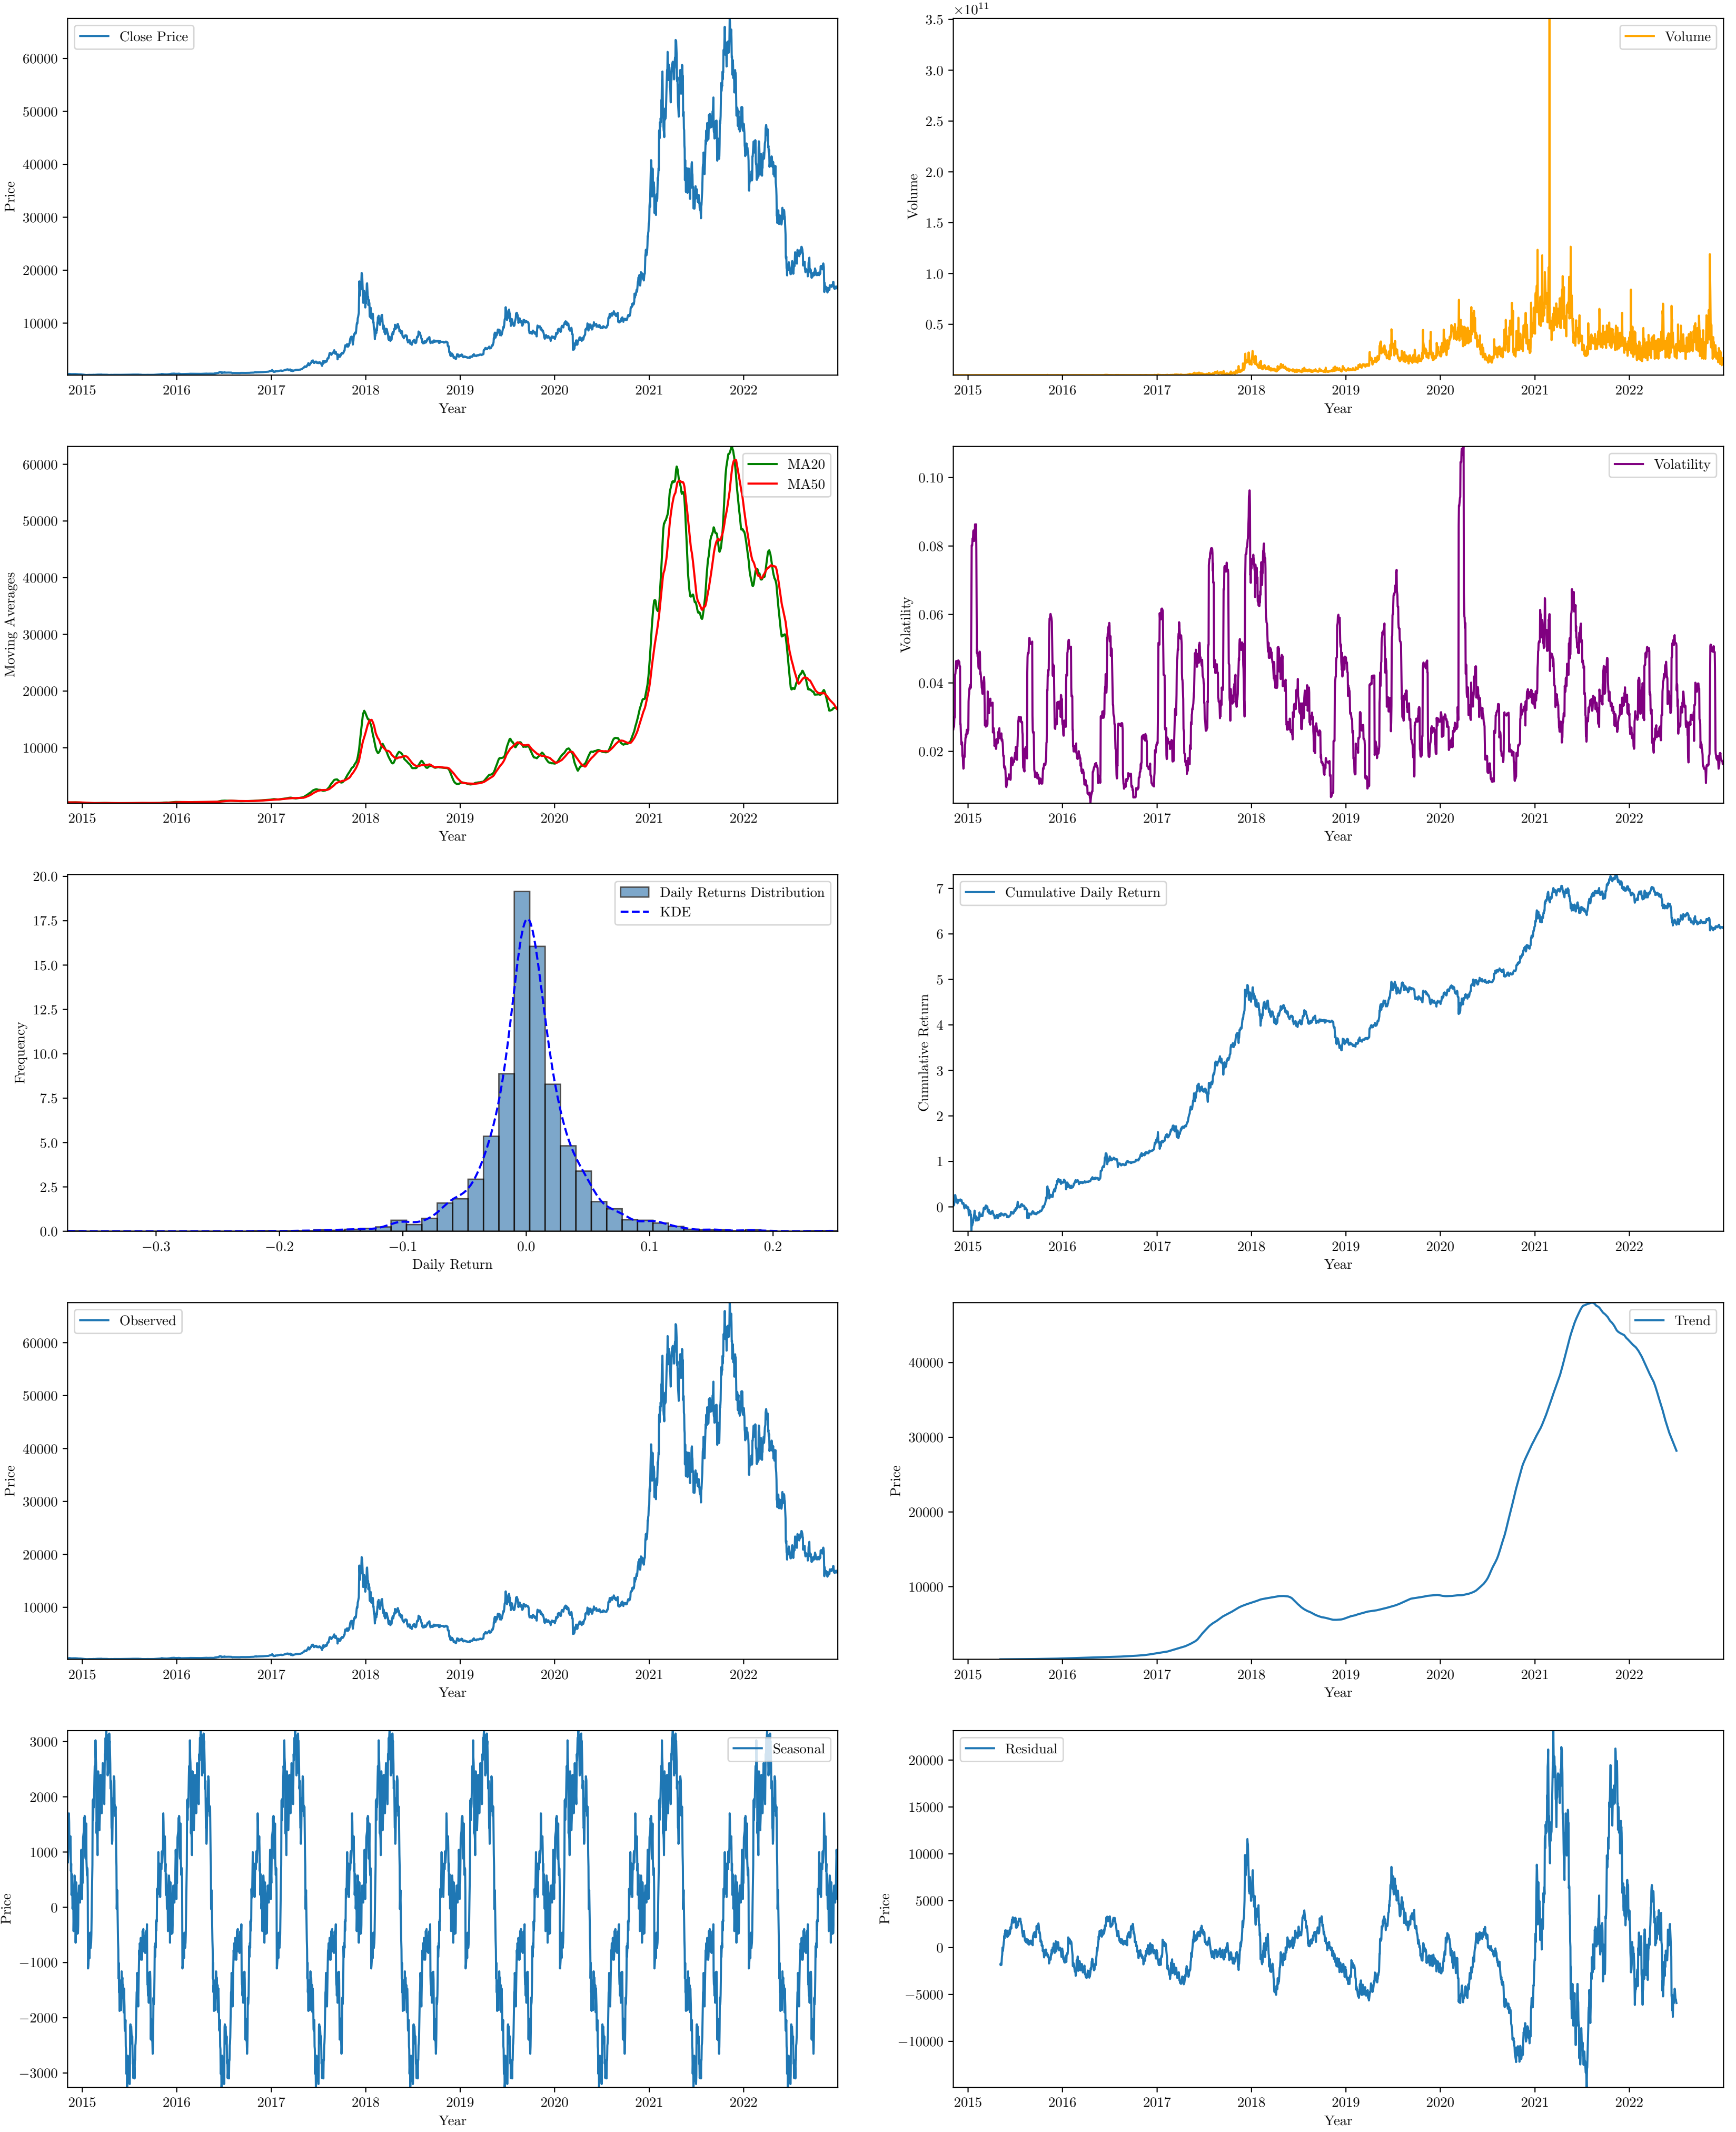 Close Price
60000
50000
40000
30000
20000
10000
Price
2015 2016 2017 2018 2019 2020 2021 2022
Year
×10¹¹
Volume
3.5
3.0
2.5
2.0
1.5
1.0
0.5
Volume
2015 2016 2017 2018 2019 2020 2021 2022
Year
MA20
MA50
60000
50000
40000
30000
20000
10000
Moving Averages
2015 2016 2017 2018 2019 2020 2021 2022
Year
Volatility
0.10
0.08
0.06
0.04
0.02
Volatility
2015 2016 2017 2018 2019 2020 2021 2022
Year
Daily Returns Distribution
KDE
20.0
17.5
15.0
12.5
10.0
7.5
5.0
2.5
0.0
Frequency
−0.3 −0.2 −0.1 0.0 0.1 0.2
Daily Return
Cumulative Daily Return
7
6
5
4
3
2
1
0
Cumulative Return
2015 2016 2017 2018 2019 2020 2021 2022
Year
Observed
60000
50000
40000
30000
20000
10000
Price
2015 2016 2017 2018 2019 2020 2021 2022
Year
Trend
40000
30000
20000
10000
Price
2015 2016 2017 2018 2019 2020 2021 2022
Year
Seasonal
3000
2000
1000
0
−1000
−2000
−3000
Price
2015 2016 2017 2018 2019 2020 2021 2022
Year
Residual
20000
15000
10000
5000
0
−5000
−10000
Price
2015 2016 2017 2018 2019 2020 2021 2022
Year